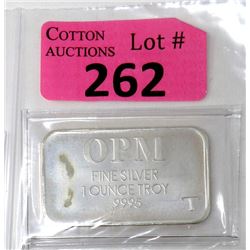 COTTON AUCTIONS Lot #
262
OPM
FINE SILVER
1 OUNCE TROY
.9995
T